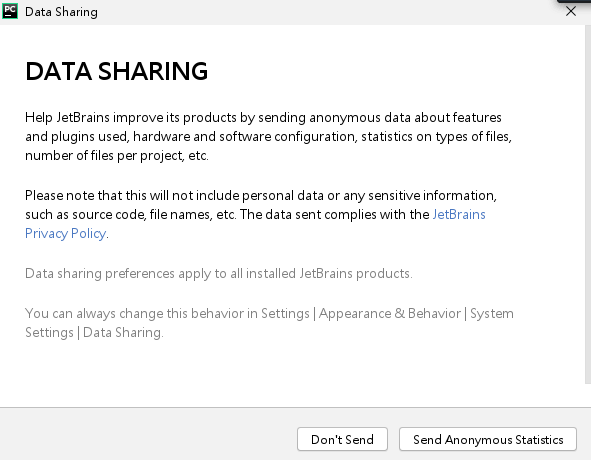 PC
Data Sharing
DATA SHARING
Help JetBrains improve its products by sending anonymous data about features
and plugins used, hardware and software configuration, statistics on types of files,
number of files per project, etc.
Please note that this will not include personal data or any sensitive information,
such as source code, file names, etc. The data sent complies with the JetBrains
Privacy Policy.
Data sharing preferences apply to all installed JetBrains products.
You can always change this behavior in Settings | Appearance & Behavior | System
Settings | Data Sharing.
Don't Send
Send Anonymous Statistics